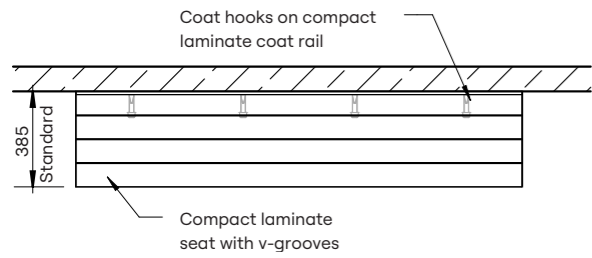 Coat hooks on compact
laminate coat rail
385
Standard
Compact laminate
seat with v-grooves